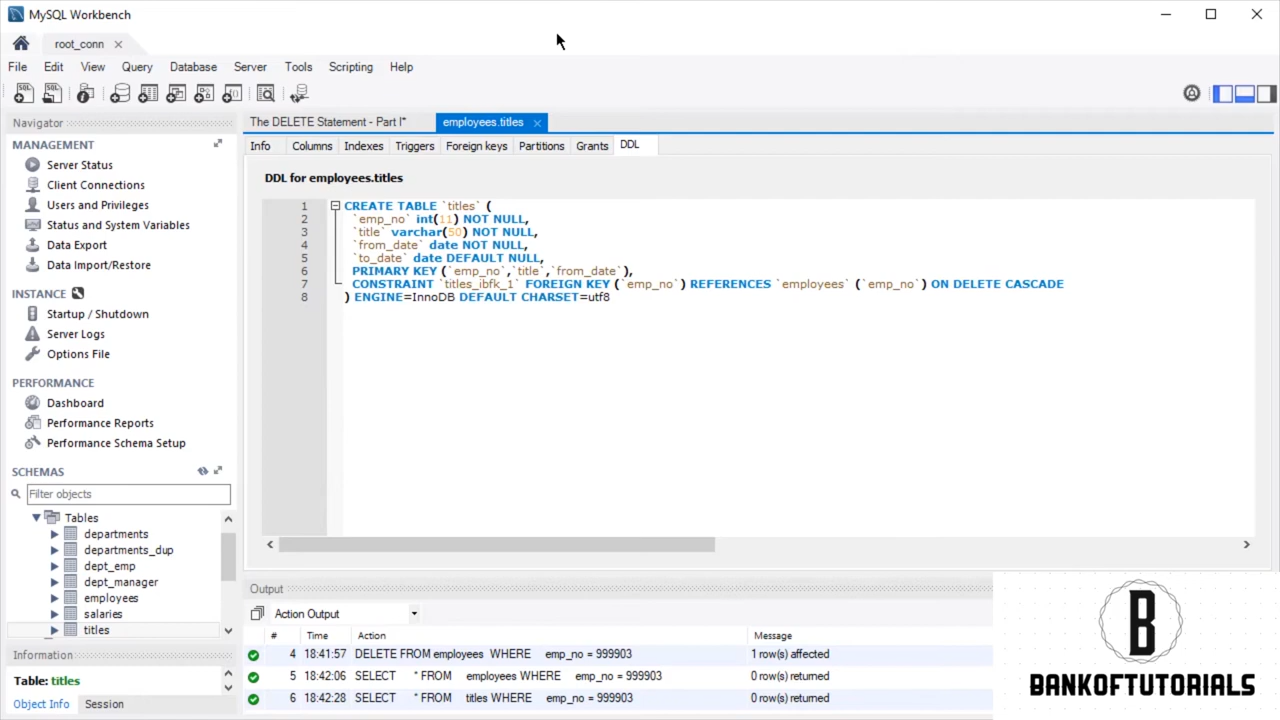 MySQL Workbench
root_conn
File Edit View Query Database Server Tools Scripting Help
Navigator
MANAGEMENT
Server Status
Client Connections
Users and Privileges
Status and System Variables
Data Export
Data Import/Restore
INSTANCE
Startup / Shutdown
Server Logs
Options File
PERFORMANCE
Dashboard
Performance Reports
Performance Schema Setup
SCHEMAS
Filter objects
Tables
departments
departments_dup
dept_emp
dept_manager
employees
salaries
titles
Information
Table: titles
Object Info Session
The DELETE Statement - Part I* employees.titles
Info Columns Indexes Triggers Foreign keys Partitions Grants DDL
DDL for employees.titles
1 CREATE TABLE `titles` (
2 `emp_no` int(11) NOT NULL,
3 `title` varchar(50) NOT NULL,
4 `from_date` date NOT NULL,
5 `to_date` date DEFAULT NULL,
6 PRIMARY KEY (`emp_no`,`title`,`from_date`),
7 CONSTRAINT `titles_ibfk_1` FOREIGN KEY (`emp_no`) REFERENCES `employees` (`emp_no`) ON DELETE CASCADE
8 ) ENGINE=InnoDB DEFAULT CHARSET=utf8
Output
Action Output
# Time Action Message
4 18:41:57 DELETE FROM employees WHERE emp_no = 999903 1 row(s) affected
5 18:42:06 SELECT * FROM employees WHERE emp_no = 999903 0 row(s) returned
6 18:42:28 SELECT * FROM titles WHERE emp_no = 999903 0 row(s) returned
B
BANKOFTUTORIALS